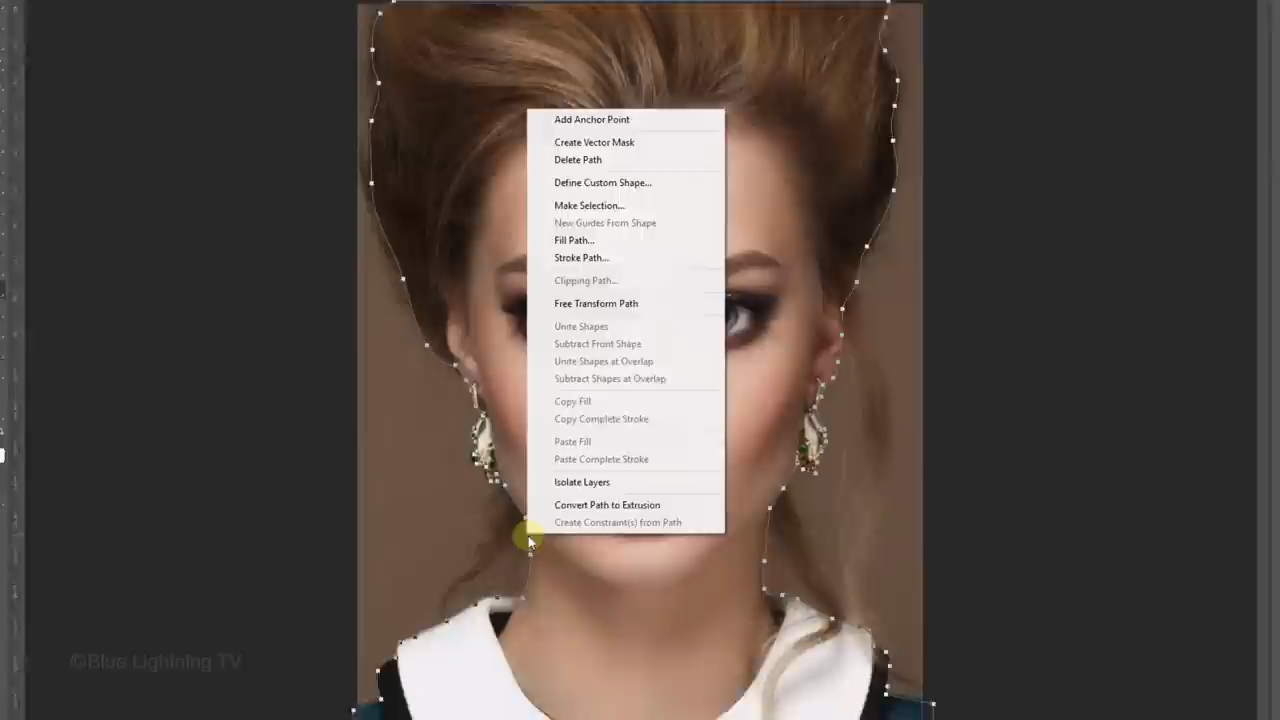 Add Anchor Point
Create Vector Mask
Delete Path
Define Custom Shape...
Make Selection...
New Guides From Shape
Fill Path...
Stroke Path...
Clipping Path...
Free Transform Path
Unite Shapes
Subtract Front Shape
Unite Shapes at Overlap
Subtract Shapes at Overlap
Copy Fill
Copy Complete Stroke
Paste Fill
Paste Complete Stroke
Isolate Layers
Convert Path to Extrusion
Create Constraint(s) from Path
©Blue Lightning TV